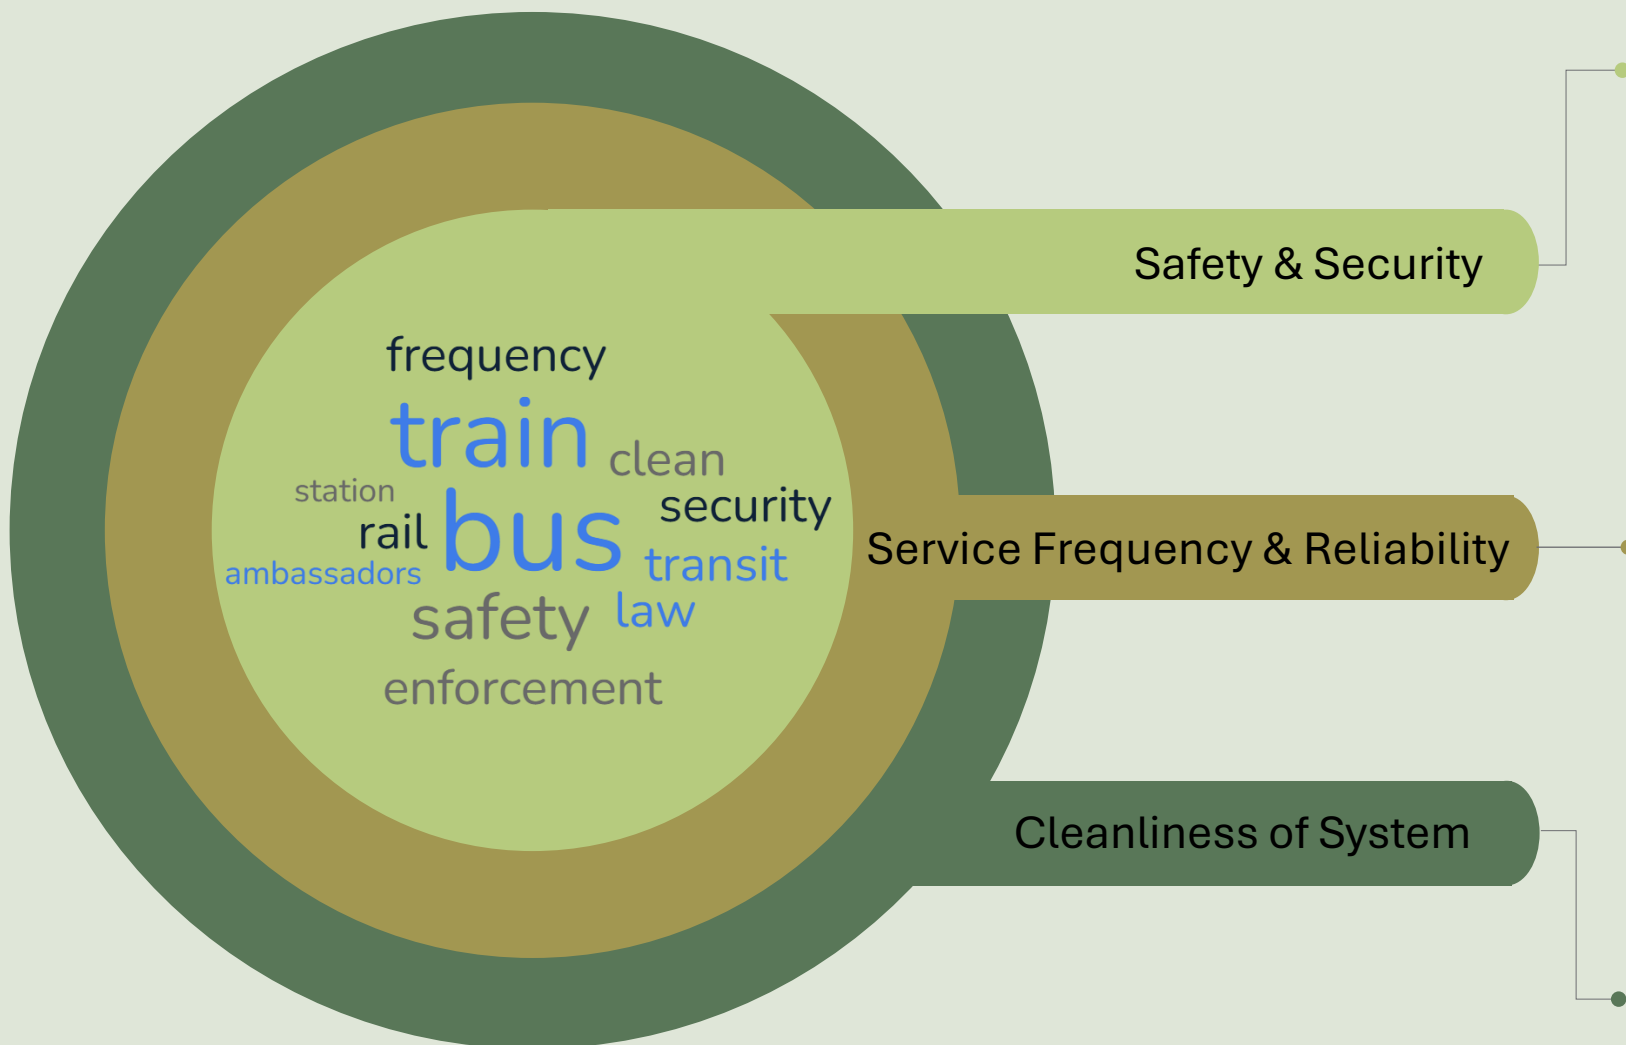 Safety & Security
frequency
train
clean
station
security
rail
bus
Service Frequency & Reliability
transit
ambassadors
safety
law
enforcement
Cleanliness of System